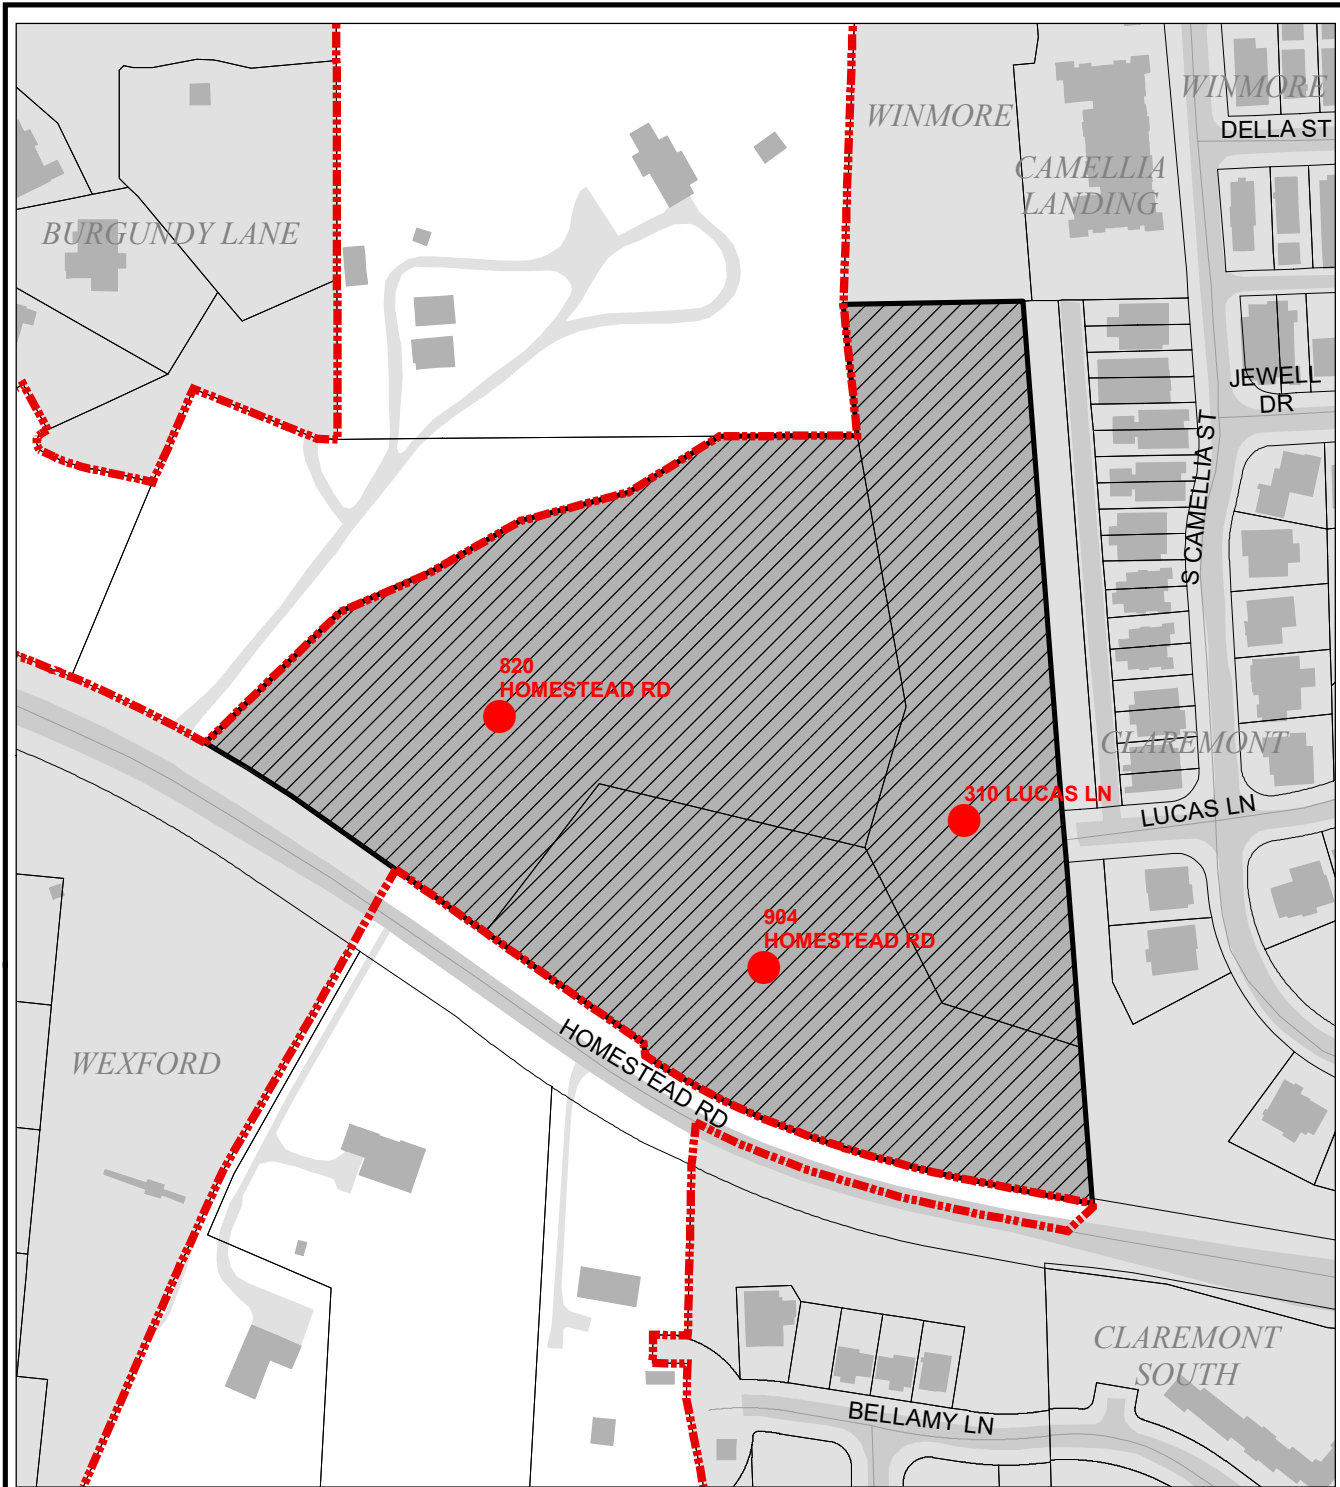 WINMORE
WINMORE
DELLA ST
CAMELLIA
LANDING
BURGUNDY LANE
JEWELL
DR
S CAMELLIA ST
820
HOMESTEAD RD
CLAREMONT
310 LUCAS LN
LUCAS LN
904
HOMESTEAD RD
HOMESTEAD RD
WEXFORD
CLAREMONT
SOUTH
BELLAMY LN